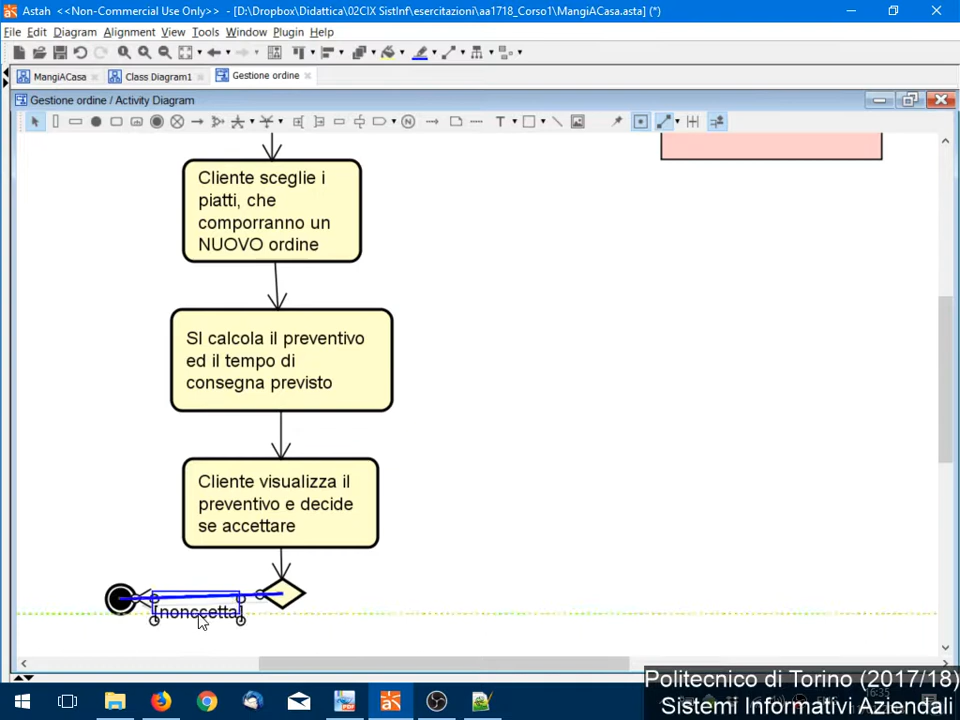 Astah <<Non-Commercial Use Only>> - [D:\Dropbox\Didattica\02CIX SistInf\esercitazioni\aa1718_Corso1\MangiACasa.asta] (*)
File Edit Diagram Alignment View Tools Window Plugin Help
MangiACasa Class Diagram1 Gestione ordine
Gestione ordine / Activity Diagram
Cliente sceglie i
piatti, che
comporranno un
NUOVO ordine
SI calcola il preventivo
ed il tempo di
consegna previsto
Cliente visualizza il
preventivo e decide
se accettare
Politecnico di Torino (2017/18)
16:35
Sistemi Informativi Aziendali